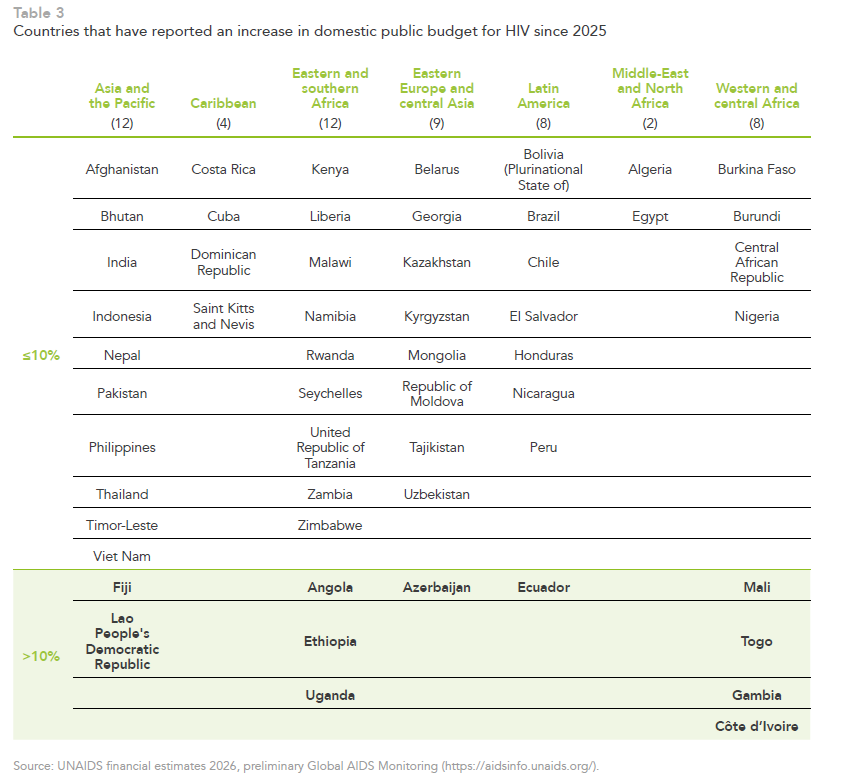 Table 3
Countries that have reported an increase in domestic public budget for HIV since 2025
Asia and
the Pacific
(12)
Caribbean
(4)
Eastern and
southern
Africa
(12)
Eastern
Europe and
central Asia
(9)
Latin
America
(8)
Middle-East
and North
Africa
(2)
Western and
central Africa
(8)
≤10%
Afghanistan
Costa Rica
Kenya
Belarus
Bolivia
(Plurinational
State of)
Algeria
Burkina Faso
Bhutan
Cuba
Liberia
Georgia
Brazil
Egypt
Burundi
India
Dominican
Republic
Malawi
Kazakhstan
Chile
Central
African
Republic
Indonesia
Saint Kitts
and Nevis
Namibia
Kyrgyzstan
El Salvador
Nigeria
Nepal
Rwanda
Mongolia
Honduras
Pakistan
Seychelles
Republic of
Moldova
Nicaragua
Philippines
United
Republic of
Tanzania
Tajikistan
Peru
Thailand
Zambia
Uzbekistan
Timor-Leste
Zimbabwe
Viet Nam
>10%
Fiji
Angola
Azerbaijan
Ecuador
Mali
Lao
People's
Democratic
Republic
Ethiopia
Togo
Uganda
Gambia
Côte d’Ivoire
Source: UNAIDS financial estimates 2026, preliminary Global AIDS Monitoring (https://aidsinfo.unaids.org/).